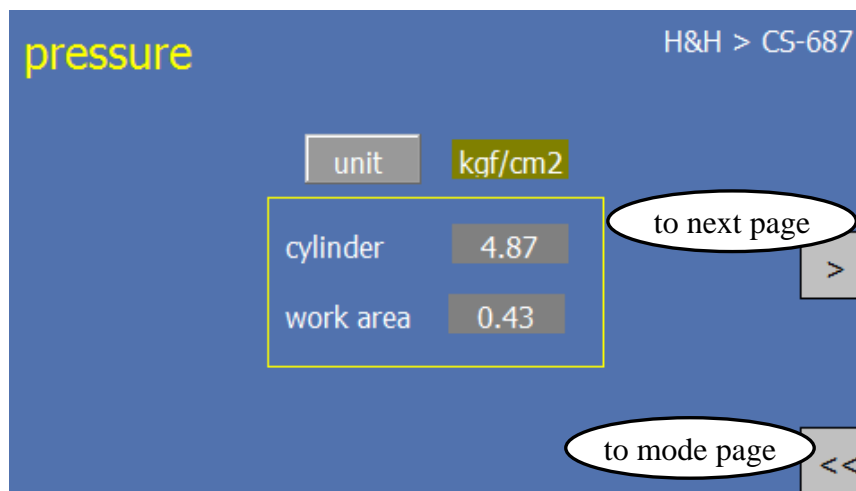 pressure
H&H > CS-687
unit
kgf/cm2
to next page
cylinder
4.87
>
work area
0.43
to mode page
<<